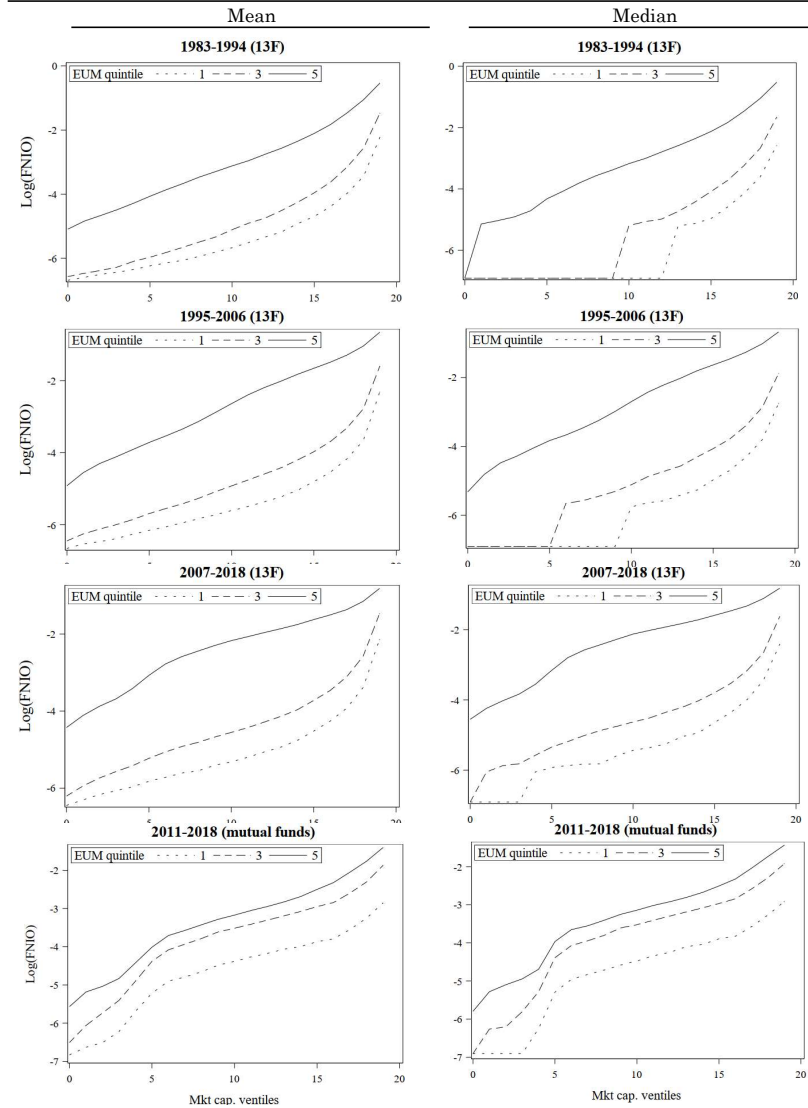 Mean Median
1983-1994 (13F) 1983-1994 (13F)
EUM quintile 1 3 5 EUM quintile 1 3 5
0 0
-2 -2
-4 -4
-6 -6
Log(FNIO)
0 5 10 15 20 0 5 10 15 20
1995-2006 (13F) 1995-2006 (13F)
EUM quintile 1 3 5 EUM quintile 1 3 5
-2 -2
-4 -4
-6 -6
Log(FNIO)
0 5 10 15 20 0 5 10 15 20
2007-2018 (13F) 2007-2018 (13F)
EUM quintile 1 3 5 EUM quintile 1 3 5
-2 -2
-4 -4
-6 -6
Log(FNIO)
0 5 10 15 20 0 5 10 15 20
2011-2018 (mutual funds) 2011-2018 (mutual funds)
EUM quintile 1 3 5 EUM quintile 1 3 5
-2 -2
-3 -3
-4 -4
-5 -5
-6 -6
-7 -7
Log(FNIO) Log(FNIO)
0 5 10 15 20 0 5 10 15 20
Mkt cap. ventiles Mkt cap. ventiles